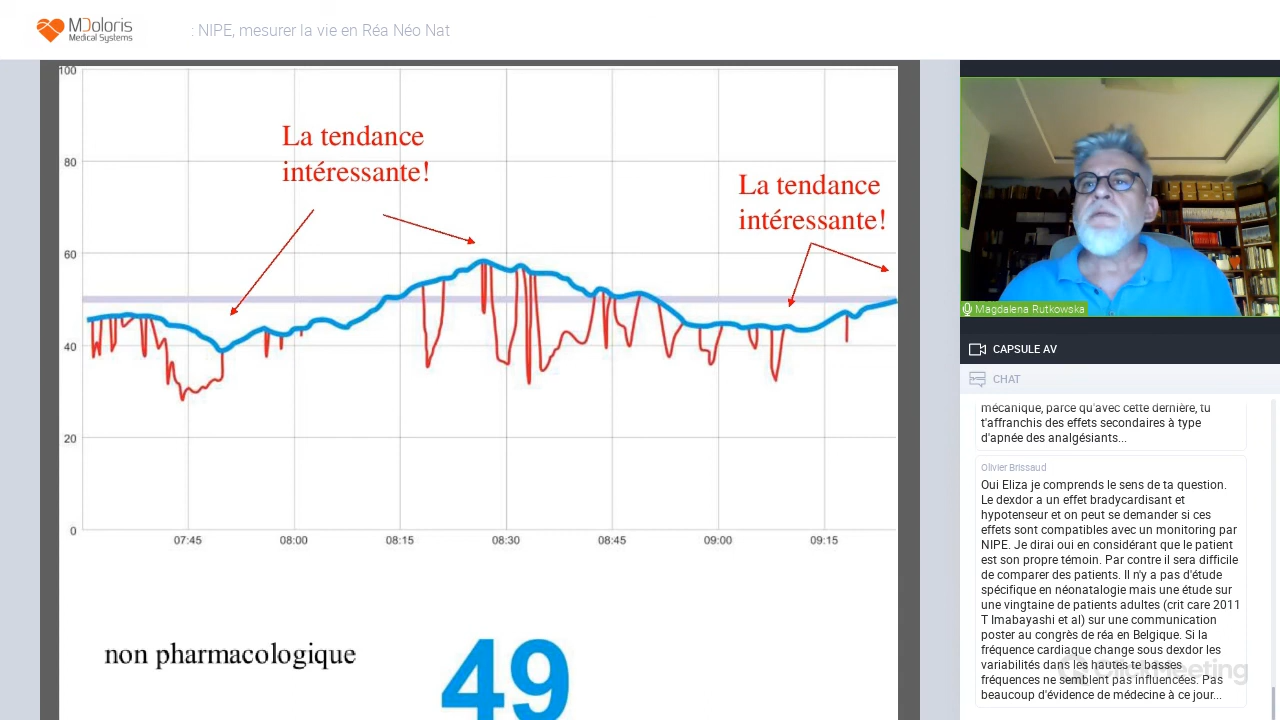 MDoloris
Medical Systems
: NIPE, mesurer la vie en Réa Néo Nat
100
80
60
40
20
0
07:45 08:00 08:15 08:30 08:45 09:00 09:15
La tendance
intéressante!
La tendance
intéressante!
non pharmacologique
49
Magdalena Rutkowska
CAPSULE AV
CHAT
mécanique, parce qu'avec cette dernière, tu
t'affranchis des effets secondaires à type
d'apnée des analgésiants...
Olivier Brissaud
Oui Eliza je comprends le sens de ta question.
Le dexdor a un effet bradycardisant et
hypotenseur et on peut se demander si ces
effets sont compatibles avec un monitoring par
NIPE. Je dirai oui en considérant que le patient
est son propre témoin. Par contre il sera difficile
de comparer des patients. Il n'y a pas d'étude
spécifique en néonatalogie mais une étude sur
une vingtaine de patients adultes (crit care 2011
T Imabayashi et al) sur une communication
poster au congrès de réa en Belgique. Si la
fréquence cardiaque change sous dexdor les
variabilités dans les hautes te basses
fréquences ne semblent pas influencées. Pas
beaucoup d'évidence de médecine à ce jour...
ClickMeeting